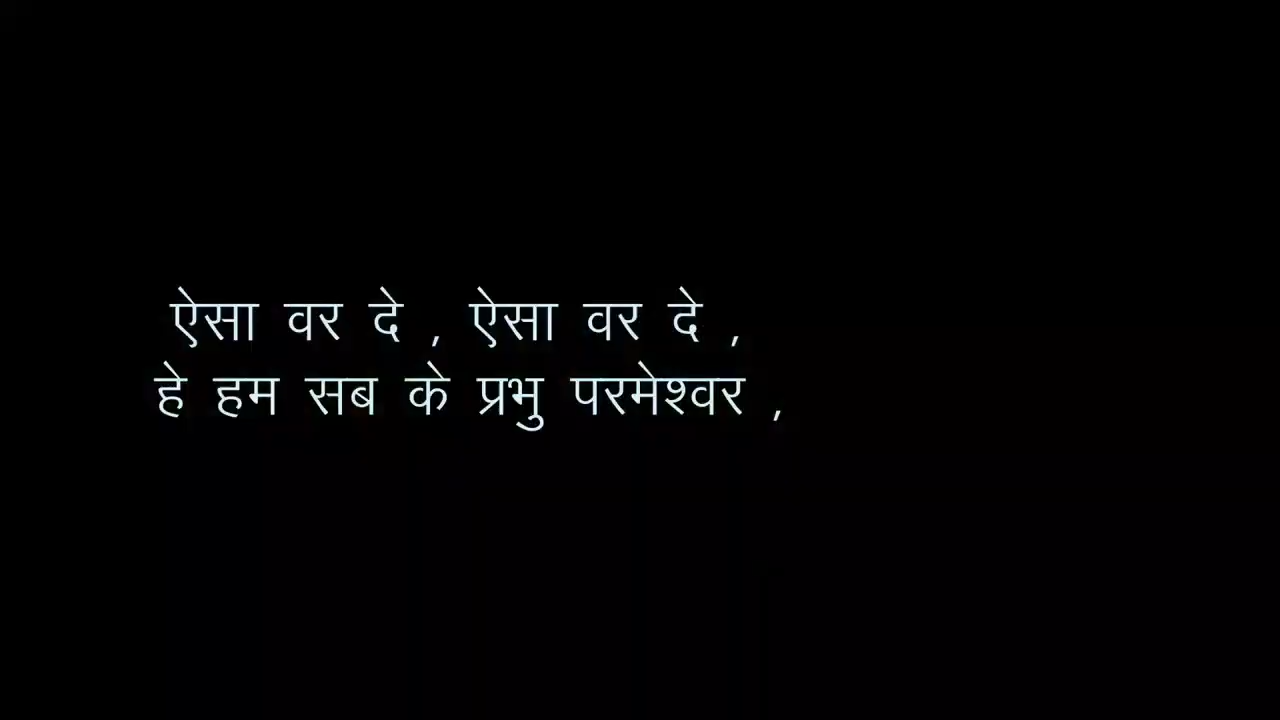 ऐसा वर दे , ऐसा वर दे ,
हे हम सब के प्रभु परमेश्वर ,